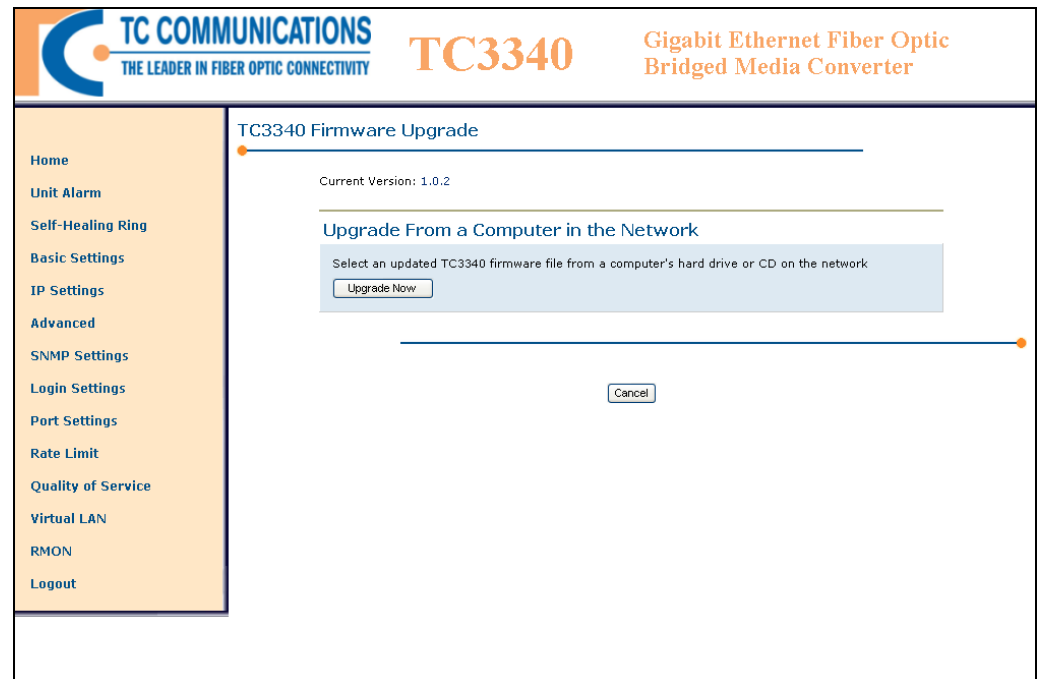 TC COMMUNICATIONS
THE LEADER IN FIBER OPTIC CONNECTIVITY
TC3340
Gigabit Ethernet Fiber Optic
Bridged Media Converter
Home
Unit Alarm
Self-Healing Ring
Basic Settings
IP Settings
Advanced
SNMP Settings
Login Settings
Port Settings
Rate Limit
Quality of Service
Virtual LAN
RMON
Logout
TC3340 Firmware Upgrade
Current Version: 1.0.2
Upgrade From a Computer in the Network
Select an updated TC3340 firmware file from a computer's hard drive or CD on the network
Upgrade Now
Cancel